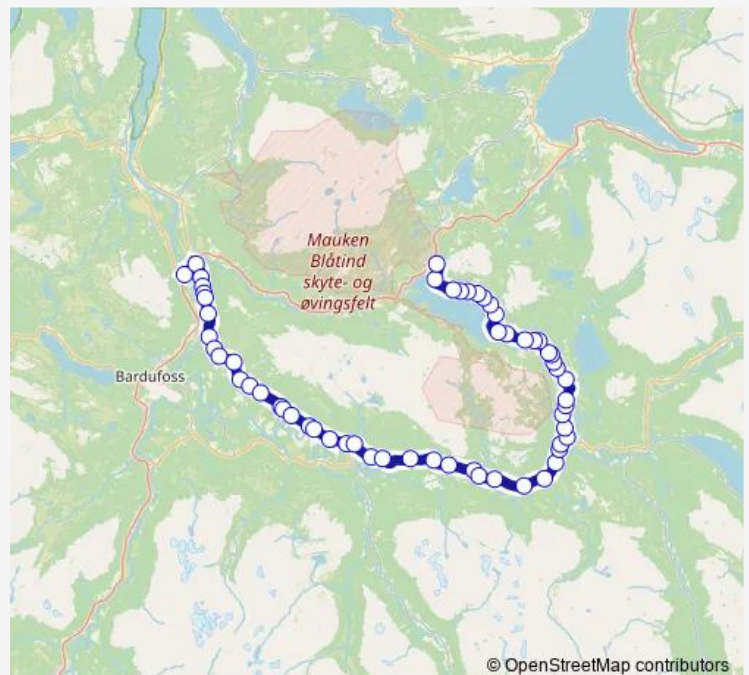 Mauken
Blåtind
skyte- og
øvingsfelt
Bardufoss
© OpenStreetMap contributors